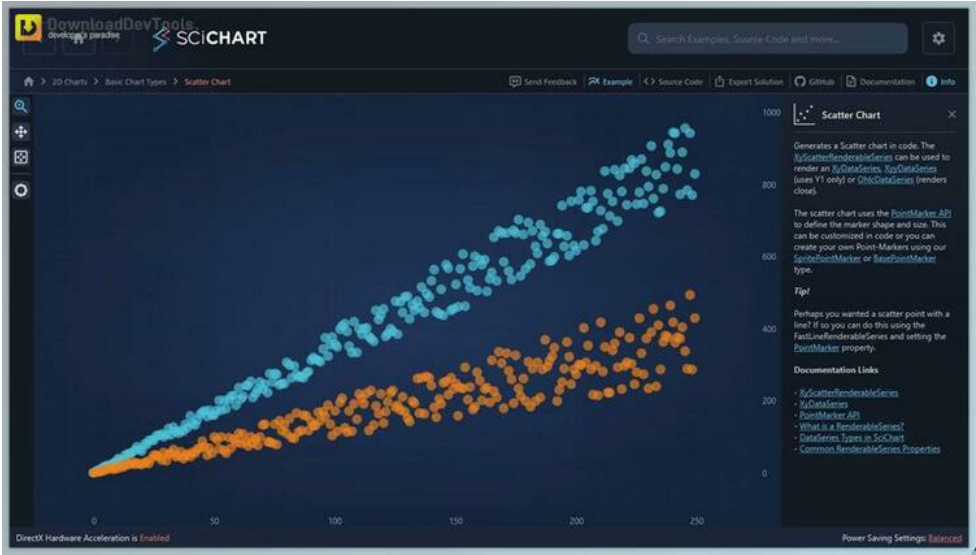 DownloadDevTools
developer's paradise
SCiCHART
Search Examples, Source Code and more...
2D Charts > Basic Chart Types > Scatter Chart
Send Feedback
Example
<> Source Code
Export Solution
GitHub
Documentation
Info
1000
800
600
400
200
0
0 50 100 150 200 250
Scatter Chart
Generates a Scatter chart in code. The
XyScatterRenderableSeries can be used to
render an XyDataSeries, XyyDataSeries
(uses Y1 only) or OhlcDataSeries (renders
close).
The scatter chart uses the PointMarker API
to define the marker shape and size. This
can be customized in code or you can
create your own Point-Markers using our
SpritePointMarker or BasePointMarker
type.
Tip!
Perhaps you wanted a scatter point with a
line? If so you can do this using the
FastLineRenderableSeries and setting the
PointMarker property.
Documentation Links
- XyScatterRenderableSeries
- XyDataSeries
- PointMarker API
- What is a RenderableSeries?
- DataSeries Types in SciChart
- Common RenderableSeries Properties
DirectX Hardware Acceleration is Enabled
Power Saving Settings: Balanced